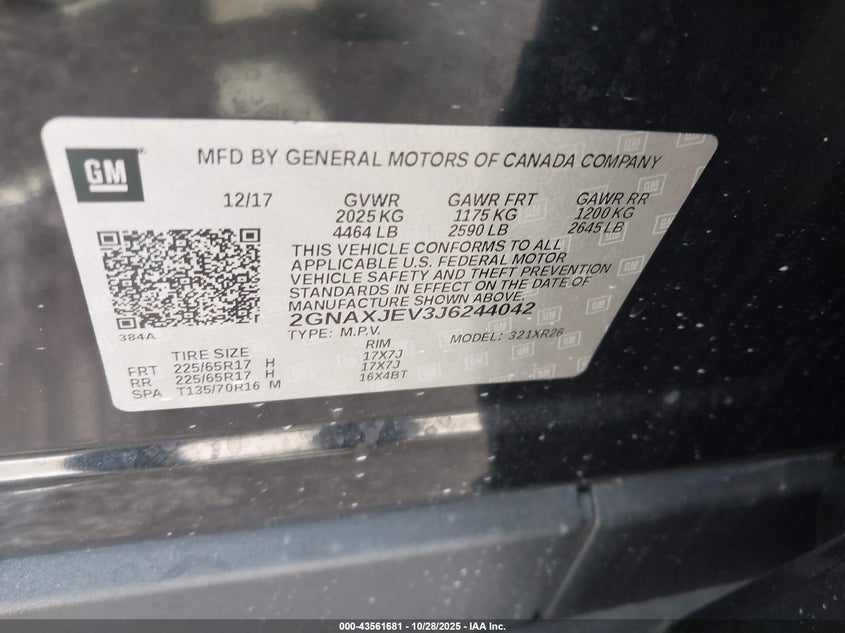 GM
MFD BY GENERAL MOTORS OF CANADA COMPANY
12/17 GVWR GAWR FRT GAWR RR
2025 KG 1175 KG 1200 KG
4464 LB 2590 LB 2645 LB
THIS VEHICLE CONFORMS TO ALL
APPLICABLE U.S. FEDERAL MOTOR
VEHICLE SAFETY AND THEFT PREVENTION
STANDARDS IN EFFECT ON THE DATE OF
MANUFACTURE SHOWN ABOVE.
2GNAXJEV3J6244042
384A TYPE: M.P.V. MODEL: 321XR26
TIRE SIZE RIM
FRT 225/65R17 H 17X7J
RR 225/65R17 H 17X7J
SPA T135/70R16 M 16X4BT
000-43561681 - 10/28/2025 - IAA Inc.